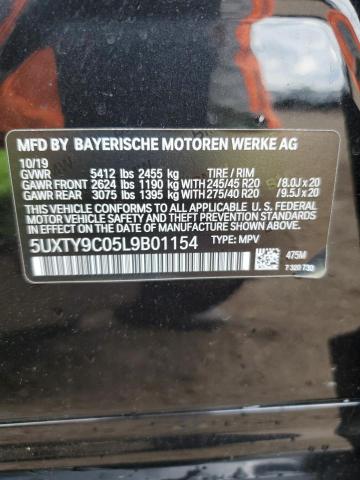 MFD BY BAYERISCHE MOTOREN WERKE AG
10/19
GVWR 5412 lbs 2455 kg TIRE / RIM
GAWR FRONT 2624 lbs 1190 kg WITH 245/45 R20 / 8.0J x 20
GAWR REAR 3075 lbs 1395 kg WITH 275/40 R20 / 9.5J x 20
THIS VEHICLE CONFORMS TO ALL APPLICABLE U.S. FEDERAL
MOTOR VEHICLE SAFETY STANDARDS IN EFFECT ON THE
DATE OF MANUFACTURE SHOWN ABOVE.
5UXTY9C05L9B01154 TYPE: MPV
475M
7 320 730